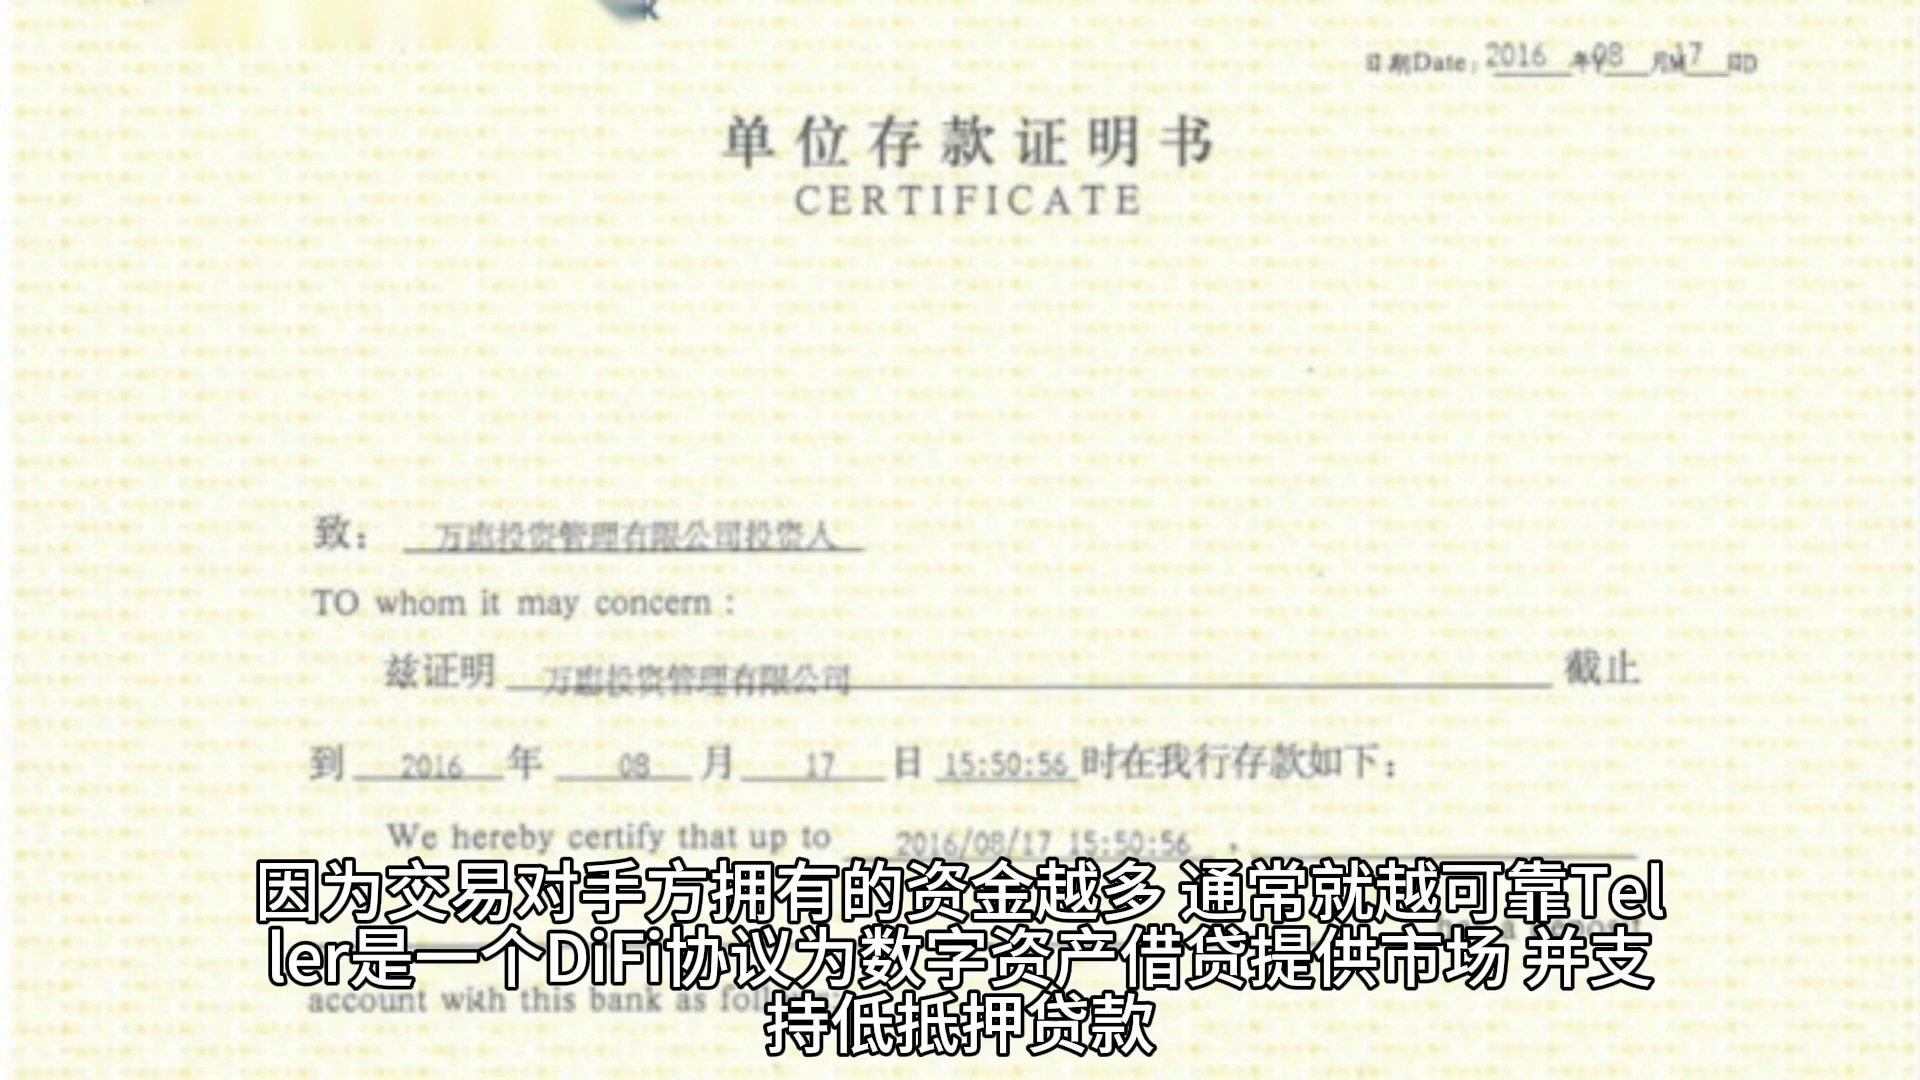 日期Date: 2016 年Y 08 月M 17 日D
单位存款证明书
CERTIFICATE
致： 万惠投资管理有限公司投资人
TO whom it may concern :
兹证明 万惠投资管理有限公司 截止
到 2016 年 08 月 17 日 15:50:56 时在我行存款如下：
We hereby certify that up to 2016/08/17 15:50:56 ,
因为交易对手方拥有的资金越多 通常就越可靠Tel
ler是一个DiFi协议为数字资产借贷提供市场 并支
account with this bank as
持低抵押贷款